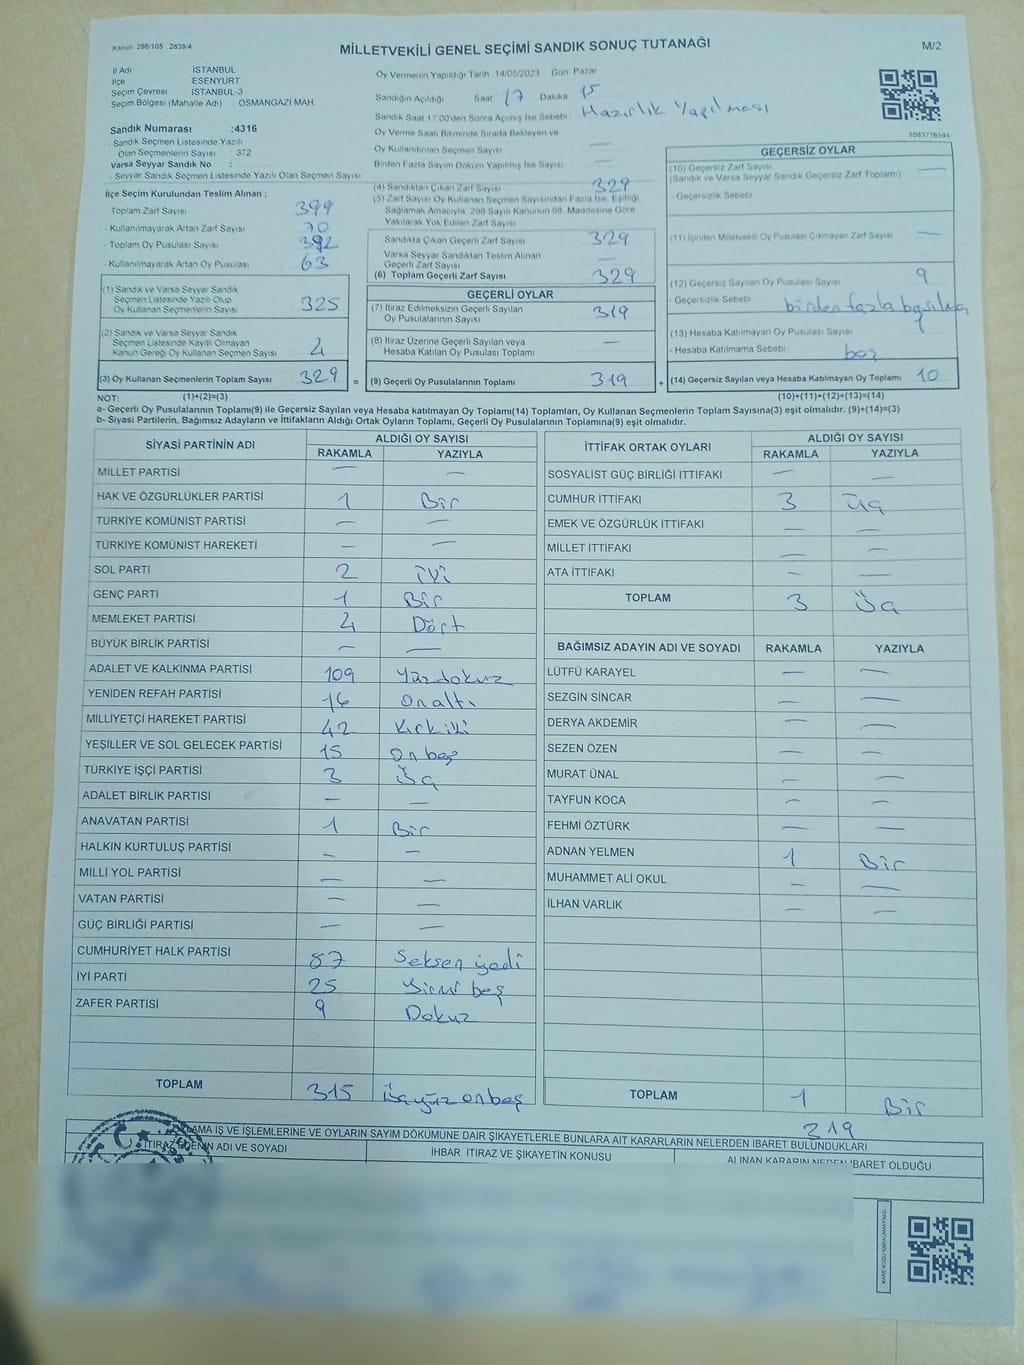 Kanun 298/105 2839/4
MİLLETVEKİLİ GENEL SEÇİMİ SANDIK SONUÇ TUTANAĞI
M/2
İl Adı İSTANBUL
İlçe ESENYURT
Seçim Çevresi İSTANBUL-3
Seçim Bölgesi (Mahalle Adı) : OSMANGAZİ MAH.
Sandık Numarası :4316
- Sandık Seçmen Listesinde Yazılı
Olan Seçmenlerin Sayısı : 372
Varsa Seyyar Sandık No :
- Seyyar Sandık Seçmen Listesinde Yazılı Olan Seçmen Sayısı
Oy Vermenin Yapıldığı Tarih 14/05/2023 Gün: Pazar
Sandığın Açıldığı Saat 17 Dakika 15
Sandık Saat 17:00'den Sonra Açılmış İse Sebebi: Hazırlık Yapılması
Oy Verme Saati Bitiminde Sırada Bekleyen ve
Oy Kullandırılan Seçmen Sayısı —
Birden Fazla Sayım Döküm Yapılmış İse Sayısı —
1083776591
İlçe Seçim Kurulundan Teslim Alınan ;
- Toplam Zarf Sayısı 399
- Kullanılmayarak Artan Zarf Sayısı 70
- Toplam Oy Pusulası Sayısı 392
- Kullanılmayarak Artan Oy Pusulası 63
(1) Sandık ve Varsa Seyyar Sandık
Seçmen Listesinde Yazılı Olup
Oy Kullanan Seçmenlerin Sayısı 325
(2) Sandık ve Varsa Seyyar Sandık
Seçmen Listesinde Kayıtlı Olmayan
Kanun Gereği Oy Kullanan Seçmen Sayısı 4
(3) Oy Kullanan Seçmenlerin Toplam Sayısı 329 =
(4) Sandıktan Çıkan Zarf Sayısı 329
(5) Zarf Sayısı Oy Kullanan Seçmen Sayısından Fazla İse, Eşitliği
Sağlamak Amacıyla, 298 Sayılı Kanunun 98. Maddesine Göre
Yakılarak Yok Edilen Zarf Sayısı
Sandıkta Çıkan Geçerli Zarf Sayısı 329
Varsa Seyyar Sandıktan Teslim Alınan
Geçerli Zarf Sayısı —
(6) Toplam Geçerli Zarf Sayısı 329
GEÇERLİ OYLAR
(7) İtiraz Edilmeksizin Geçerli Sayılan
Oy Pusulalarının Sayısı 319
(8) İtiraz Üzerine Geçerli Sayılan veya
Hesaba Katılan Oy Pusulası Toplamı —
(9) Geçerli Oy Pusulalarının Toplamı 319 +
GEÇERSİZ OYLAR
(10) Geçersiz Zarf Sayısı —
(Sandık ve Varsa Seyyar Sandık Geçersiz Zarf Toplamı)
- Geçersizlik Sebebi
(11) İçinden Milletvekili Oy Pusulası Çıkmayan Zarf Sayısı —
(12) Geçersiz Sayılan Oy Pusulası Sayısı 9
- Geçersizlik Sebebi birden fazla basılıya
(13) Hesaba Katılmayan Oy Pusulası Sayısı 1
- Hesaba Katılmama Sebebi boş
(14) Geçersiz Sayılan veya Hesaba Katılmayan Oy Toplamı 10
NOT: (1)+(2)=(3) (10)+(11)+(12)+(13)=(14)
a- Geçerli Oy Pusulalarının Toplamı(9) ile Geçersiz Sayılan veya Hesaba katılmayan Oy Toplamı(14) Toplamları, Oy Kullanan Seçmenlerin Toplam Sayısına(3) eşit olmalıdır. (9)+(14)=(3)
b- Siyasi Partilerin, Bağımsız Adayların ve İttifakların Aldığı Ortak Oyların Toplamı, Geçerli Oy Pusulalarının Toplamına(9) eşit olmalıdır.
SİYASİ PARTİNİN ADI ALDIĞI OY SAYISI
RAKAMLA YAZIYLA
MİLLET PARTİSİ — —
HAK VE ÖZGÜRLÜKLER PARTİSİ 1 Bir
TÜRKİYE KOMÜNİST PARTİSİ — —
TÜRKİYE KOMÜNİST HAREKETİ — —
SOL PARTİ 2 iki
GENÇ PARTİ 1 Bir
MEMLEKET PARTİSİ 4 Dört
BÜYÜK BİRLİK PARTİSİ — —
ADALET VE KALKINMA PARTİSİ 109 Yüzdokuz
YENİDEN REFAH PARTİSİ 16 onaltı
MİLLİYETÇİ HAREKET PARTİSİ 42 Kırkiki
YEŞİLLER VE SOL GELECEK PARTİSİ 15 onbeş
TÜRKİYE İŞÇİ PARTİSİ 3 Üç
ADALET BİRLİK PARTİSİ — —
ANAVATAN PARTİSİ 1 Bir
HALKIN KURTULUŞ PARTİSİ — —
MİLLİ YOL PARTİSİ — —
VATAN PARTİSİ — —
GÜÇ BİRLİĞİ PARTİSİ — —
CUMHURİYET HALK PARTİSİ 87 Seksen yedi
İYİ PARTİ 25 Yirmi beş
ZAFER PARTİSİ 9 Dokuz
TOPLAM 315 üçyüz onbeş
İTTİFAK ORTAK OYLARI ALDIĞI OY SAYISI
RAKAMLA YAZIYLA
SOSYALİST GÜÇ BİRLİĞİ İTTİFAKI — —
CUMHUR İTTİFAKI 3 Üç
EMEK VE ÖZGÜRLÜK İTTİFAKI — —
MİLLET İTTİFAKI — —
ATA İTTİFAKI — —
TOPLAM 3 Üç
BAĞIMSIZ ADAYIN ADI VE SOYADI RAKAMLA YAZIYLA
LÜTFÜ KARAYEL — —
SEZGİN SİNCAR — —
DERYA AKDEMİR — —
SEZEN ÖZEN — —
MURAT ÜNAL — —
TAYFUN KOCA — —
FEHMİ ÖZTÜRK — —
ADNAN YELMEN 1 Bir
MUHAMMET ALİ OKUL — —
İLHAN VARLIK — —
TOPLAM 1 Bir
319
LAMA İŞ VE İŞLEMLERİNE VE OYLARIN SAYIM DÖKÜMÜNE DAİR ŞİKAYETLERLE BUNLARA AİT KARARLARIN NELERDEN İBARET BULUNDUKLARI
İTİRAZ EDENİN ADI VE SOYADI İHBAR, İTİRAZ VE ŞİKAYETİN KONUSU ALINAN KARARIN NEDEN İBARET OLDUĞU